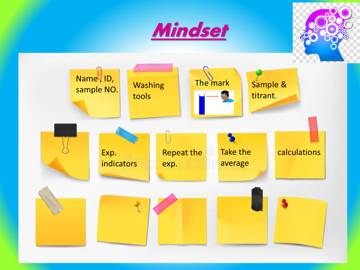 Mindset
Name, ID,
sample NO.
Washing
tools
The mark
Sample &
titrant.
Exp.
indicators
Repeat the
exp.
Take the
average
calculations